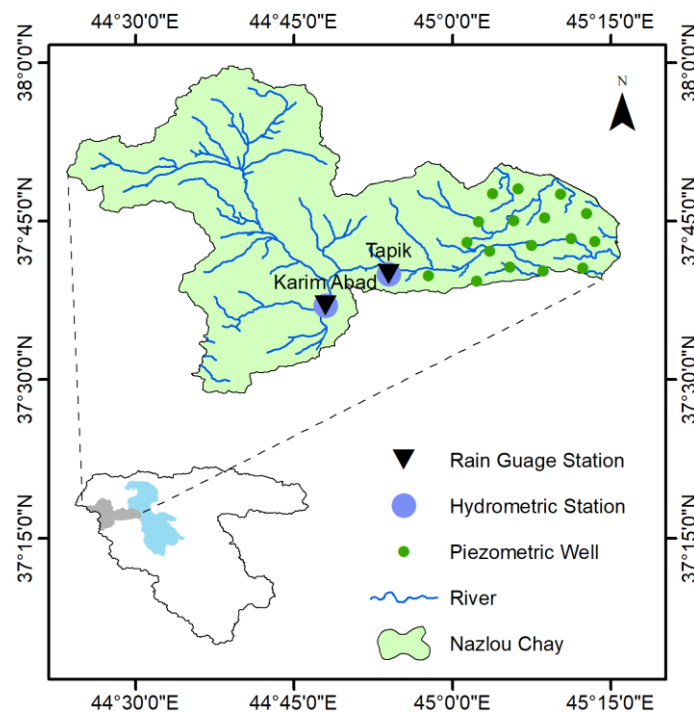 44°30'0"E 44°45'0"E 45°0'0"E 45°15'0"E
38°0'0"N
38°0'0"N
N
37°45'0"N
37°45'0"N
Tapik
Karim Abad
37°30'0"N
37°30'0"N
Rain Guage Station
Hydrometric Station
37°15'0"N
37°15'0"N
Piezometric Well
River
Nazlou Chay
44°30'0"E 44°45'0"E 45°0'0"E 45°15'0"E